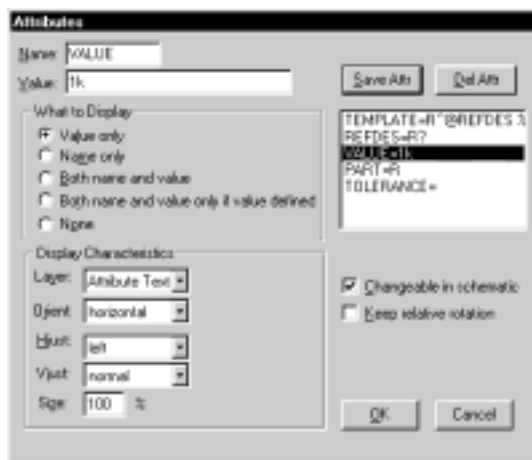 Attributes
Name: VALUE
Value: 1k
Save Attr
Del Attr
What to Display
Value only
Name only
Both name and value
Both name and value only if value defined
None
TEMPLATE=R^@REFDES %
REFDES=R?
VALUE=1k
PART=R
TOLERANCE=
Display Characteristics
Layer: Attribute Text
Orient: horizontal
Hjust: left
Vjust: normal
Size: 100 %
Changeable in schematic
Keep relative rotation
OK
Cancel